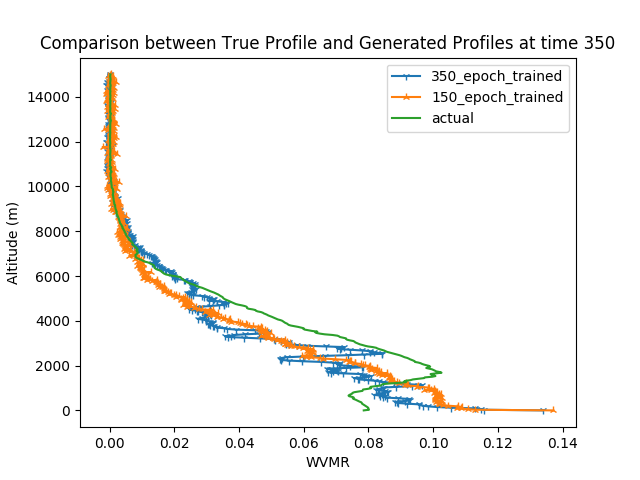 Comparison between True Profile and Generated Profiles at time 350
350_epoch_trained
150_epoch_trained
actual
Altitude (m)
14000
12000
10000
8000
6000
4000
2000
0
0.00 0.02 0.04 0.06 0.08 0.10 0.12 0.14
WVMR